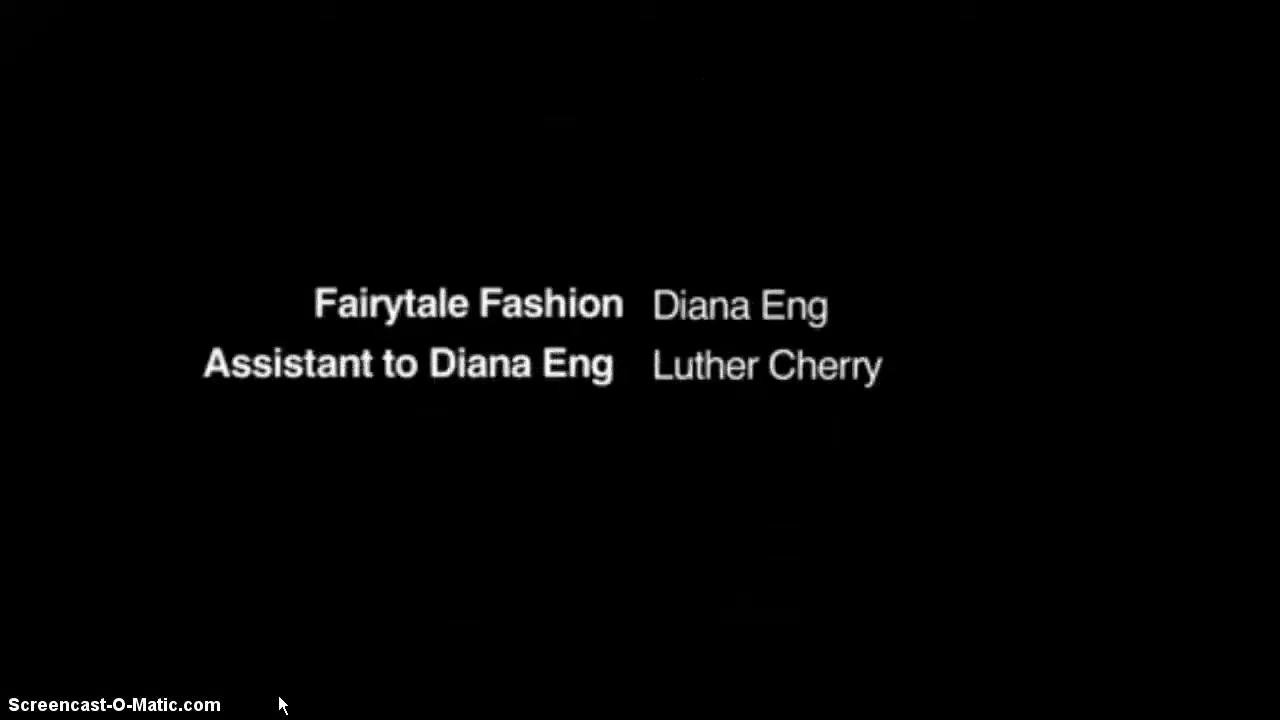 Fairytale Fashion Diana Eng
Assistant to Diana Eng Luther Cherry
Screencast-O-Matic.com